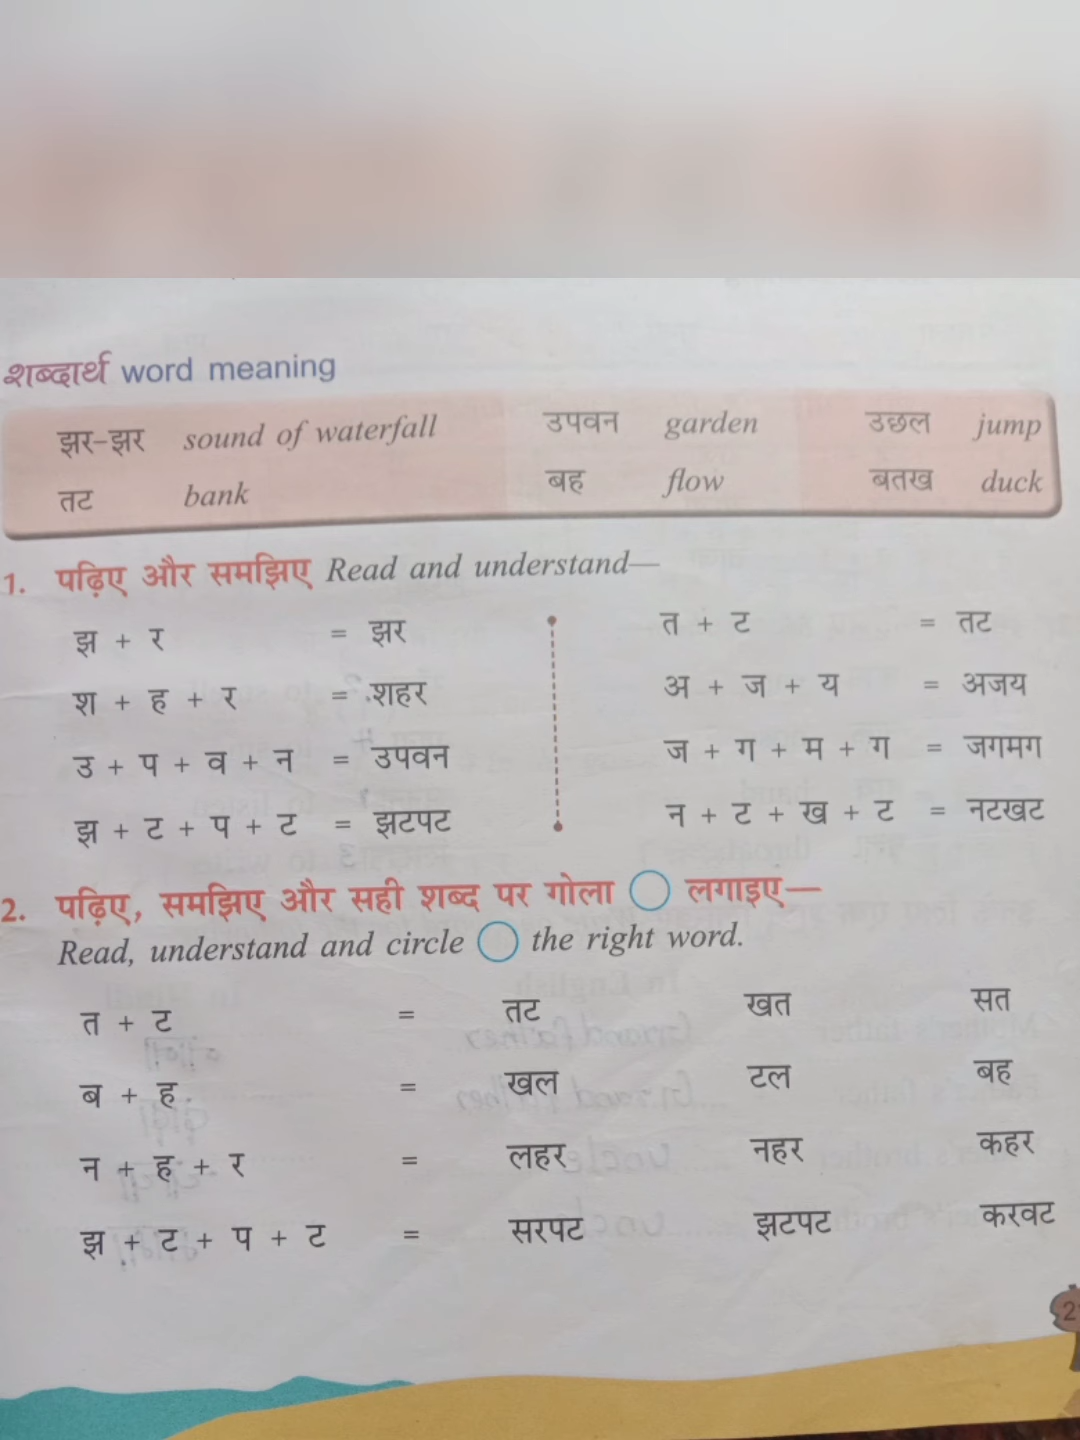 शब्दार्थ word meaning
झर-झर sound of waterfall उपवन garden उछल jump
तट bank बह flow बतख duck
1. पढ़िए और समझिए Read and understand—
झ + र = झर त + ट = तट
श + ह + र = शहर अ + ज + य = अजय
उ + प + व + न = उपवन ज + ग + म + ग = जगमग
झ + ट + प + ट = झटपट न + ट + ख + ट = नटखट
2. पढ़िए, समझिए और सही शब्द पर गोला ◯ लगाइए—
Read, understand and circle ◯ the right word.
त + ट = तट खत सत
ब + ह = खल टल बह
न + ह + र = लहर नहर कहर
झ + ट + प + ट = सरपट झटपट करवट